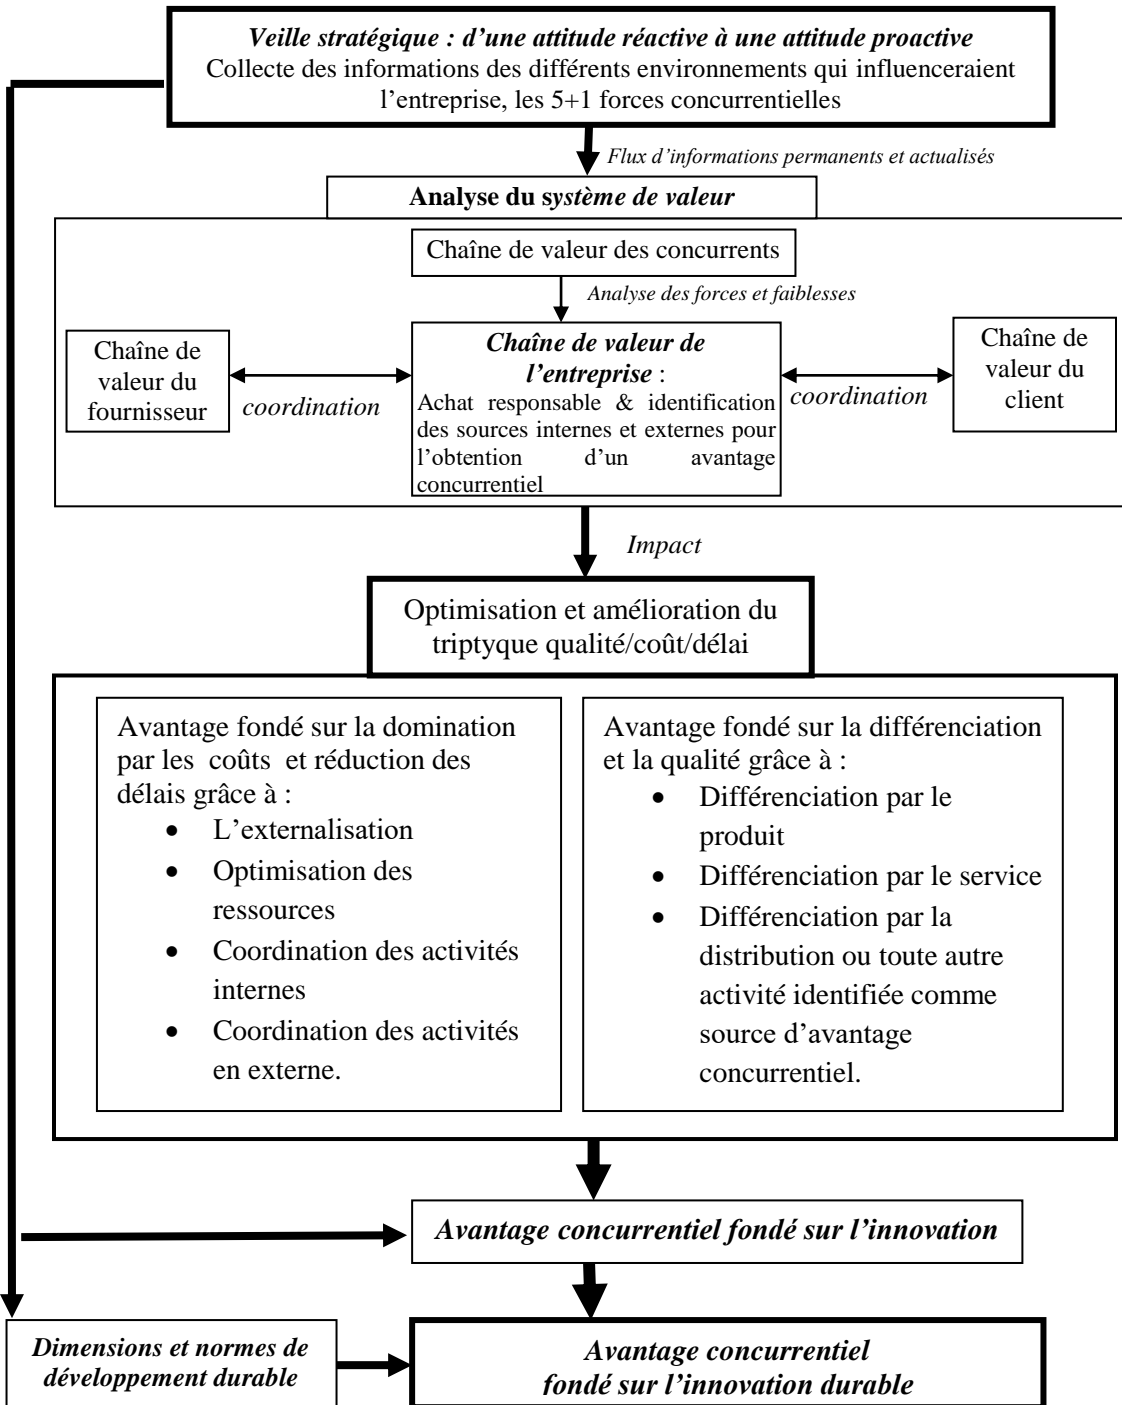 Veille stratégique : d’une attitude réactive à une attitude proactive
Collecte des informations des différents environnements qui influenceraient
l’entreprise, les 5+1 forces concurrentielles
Flux d’informations permanents et actualisés
Analyse du système de valeur
Chaîne de valeur des concurrents
Analyse des forces et faiblesses
Chaîne de
valeur du
fournisseur
coordination
Chaîne de valeur de
l’entreprise :
Achat responsable & identification
des sources internes et externes pour
l’obtention d’un avantage
concurrentiel
coordination
Chaîne de
valeur du
client
Impact
Optimisation et amélioration du
triptyque qualité/coût/délai
Avantage fondé sur la domination
par les coûts et réduction des
délais grâce à :
• L’externalisation
• Optimisation des
ressources
• Coordination des activités
internes
• Coordination des activités
en externe.
Avantage fondé sur la différenciation
et la qualité grâce à :
• Différenciation par le
produit
• Différenciation par le service
• Différenciation par la
distribution ou toute autre
activité identifiée comme
source d’avantage
concurrentiel.
Avantage concurrentiel fondé sur l’innovation
Dimensions et normes de
développement durable
Avantage concurrentiel
fondé sur l’innovation durable